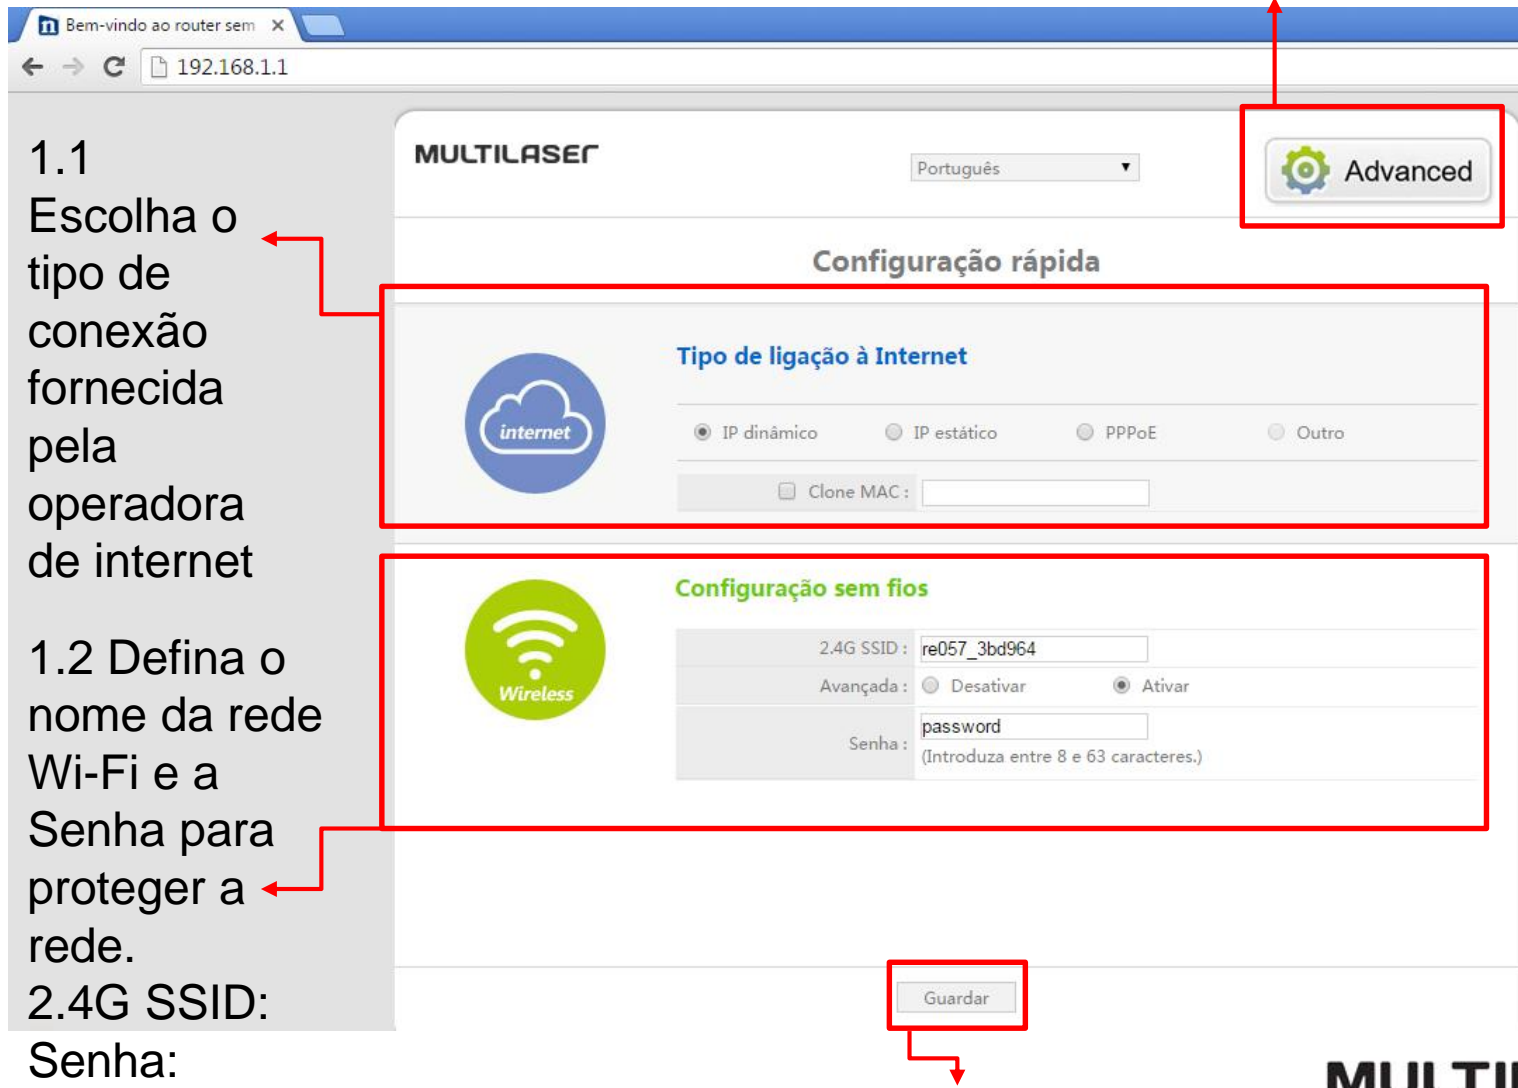 Bem-vindo ao router sem
192.168.1.1
1.1
Escolha o
tipo de
conexão
fornecida
pela
operadora
de internet
1.2 Defina o
nome da rede
Wi-Fi e a
Senha para
proteger a
rede.
2.4G SSID:
Senha:
MULTILASER
Português
Advanced
Configuração rápida
internet
Tipo de ligação à Internet
IP dinâmico IP estático PPPoE Outro
Clone MAC :
Wireless
Configuração sem fios
2.4G SSID : re057_3bd964
Avançada : Desativar Ativar
Senha : password
(Introduza entre 8 e 63 caracteres.)
Guardar